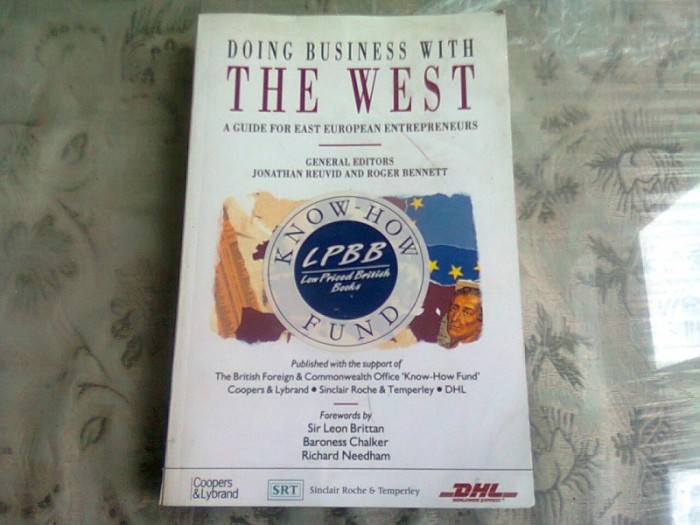 DOING BUSINESS WITH
THE WEST
A GUIDE FOR EAST EUROPEAN ENTREPRENEURS
GENERAL EDITORS
JONATHAN REUVID AND ROGER BENNETT
KNOW-HOW
LPBB
Low Priced British
Books
FUND
Published with the support of
The British Foreign & Commonwealth Office 'Know-How Fund'
Coopers & Lybrand • Sinclair Roche & Temperley • DHL
Forewords by
Sir Leon Brittan
Baroness Chalker
Richard Needham
Coopers
&Lybrand
SRT
Sinclair Roche & Temperley
DHL
WORLDWIDE EXPRESS